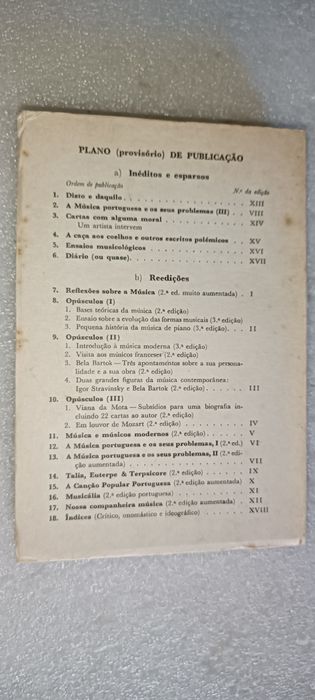 PLANO (provisório) DE PUBLICAÇÃO
a) Inéditos e esparsos
Ordem de publicação N.º da edição
1. Disto e daquilo. . . . . . . . . . . . . . . . XIII
2. A Música portuguesa e os seus problemas (III) . . VIII
3. Cartas com alguma moral . . . . . . . . . . . . XIV
Um artista intervem
4. A caça aos coelhos e outros escritos polémicos . . XV
5. Ensaios musicológicos . . . . . . . . . . . . . XVI
6. Diário (ou quase). . . . . . . . . . . . . . . XVII
b) Reedições
7. Reflexões sobre a Música (2.ª ed. muito aumentada) . I
8. Opúsculos (I)
1. Bases teóricas da música (2.ª edição)
2. Ensaio sobre a evolução das formas musicais (3.ª edição)
3. Pequena história da música de piano (3.ª edição). . . II
9. Opúsculos (II)
1. Introdução à música moderna (3.ª edição)
2. Visita aos músicos franceses (2.ª edição)
3. Bela Bartok — Três apontamentos sobre a sua persona-
lidade e a sua obra (2.ª edição)
4. Duas grandes figuras da música contemporânea:
Igor Stravinsky e Bela Bartok (2.ª edição) . . . . . III
10. Opúsculos (III)
1. Viana da Mota — Subsídios para uma biografia in-
cluindo 22 cartas ao autor (2.ª edição)
2. Em louvor de Mozart (2.ª edição) . . . . . . . . IV
11. Música e músicos modernos (2.ª edição). . . . . . V
12. A Música portuguesa e os seus problemas, I (2.ª ed.) VI
13. A Música portuguesa e os seus problemas, II (2.ª edi-
ção aumentada) . . . . . . . . . . . . . . . VII
14. Talia, Euterpe & Terpsicore (2.ª edição) . . . . . IX
15. A Canção Popular Portuguesa (2.ª edição aumentada) X
16. Musicália (2.ª edição portuguesa) . . . . . . . . XI
17. Nossa companheira música (2.ª edição aumentada) . XII
18. Índices (Crítico, onomástico e ideográfico) . . . . . XVIII